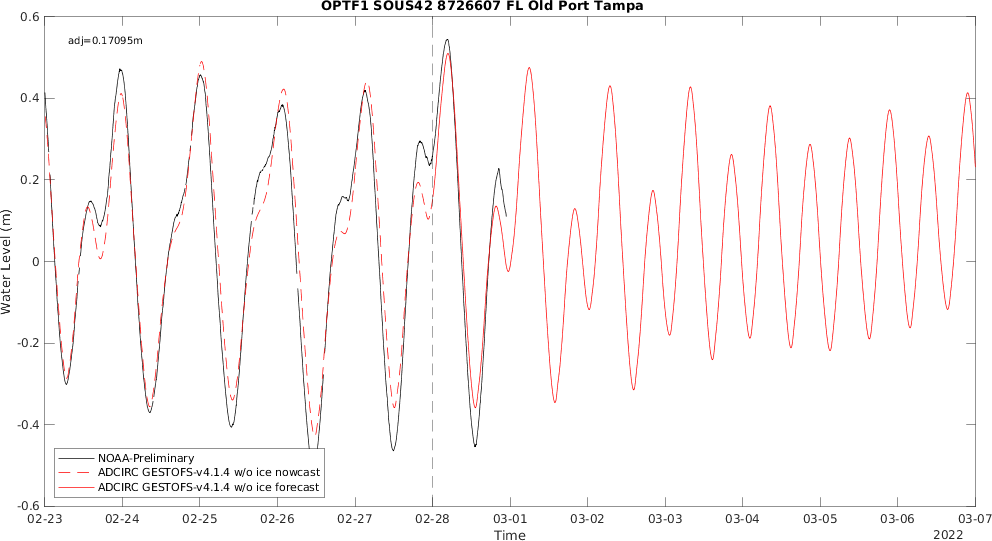 OPTF1 SOUS42 8726607 FL Old Port Tampa
adj=0.17095m
Water Level (m)
0.6
0.4
0.2
0
-0.2
-0.4
-0.6
NOAA-Preliminary
ADCIRC GESTOFS-v4.1.4 w/o ice nowcast
ADCIRC GESTOFS-v4.1.4 w/o ice forecast
02-23 02-24 02-25 02-26 02-27 02-28 03-01 03-02 03-03 03-04 03-05 03-06 03-07
Time
2022